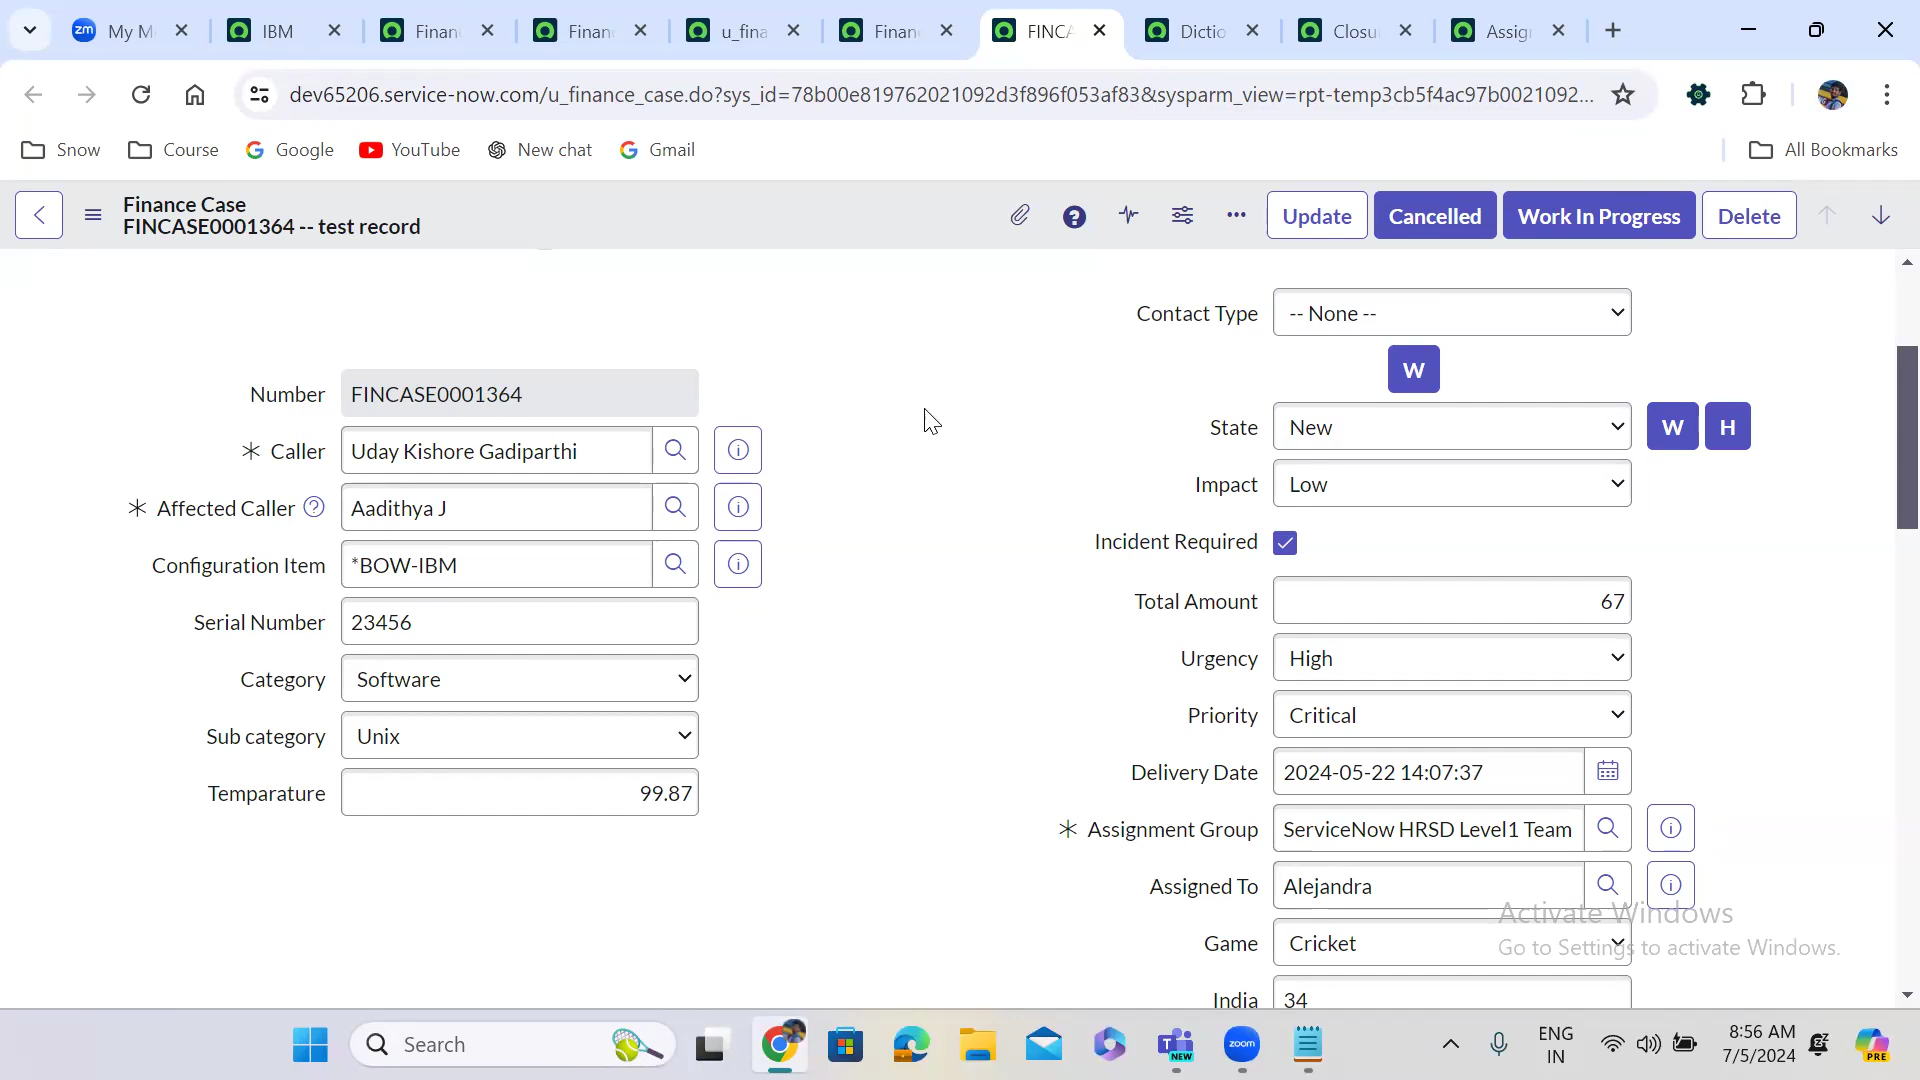 zm My M
IBM
Finan
Finan
u_fina
Finan
FINCA
Dictio
Closu
Assig
dev65206.service-now.com/u_finance_case.do?sys_id=78b00e819762021092d3f896f053af83&sysparm_view=rpt-temp3cb5f4ac97b0021092...
Snow
Course
Google
YouTube
New chat
Gmail
All Bookmarks
Finance Case
FINCASE0001364 -- test record
Update
Cancelled
Work In Progress
Delete
Number FINCASE0001364
Caller Uday Kishore Gadiparthi
Affected Caller Aadithya J
Configuration Item *BOW-IBM
Serial Number 23456
Category Software
Sub category Unix
Temparature 99.87
Contact Type -- None --
W
State New W H
Impact Low
Incident Required
Total Amount 67
Urgency High
Priority Critical
Delivery Date 2024-05-22 14:07:37
Assignment Group ServiceNow HRSD Level1 Team
Assigned To Alejandra
Game Cricket
India 34
Activate Windows
Go to Settings to activate Windows.
Search
NEW
zoom
ENG
IN
8:56 AM
7/5/2024
PRE